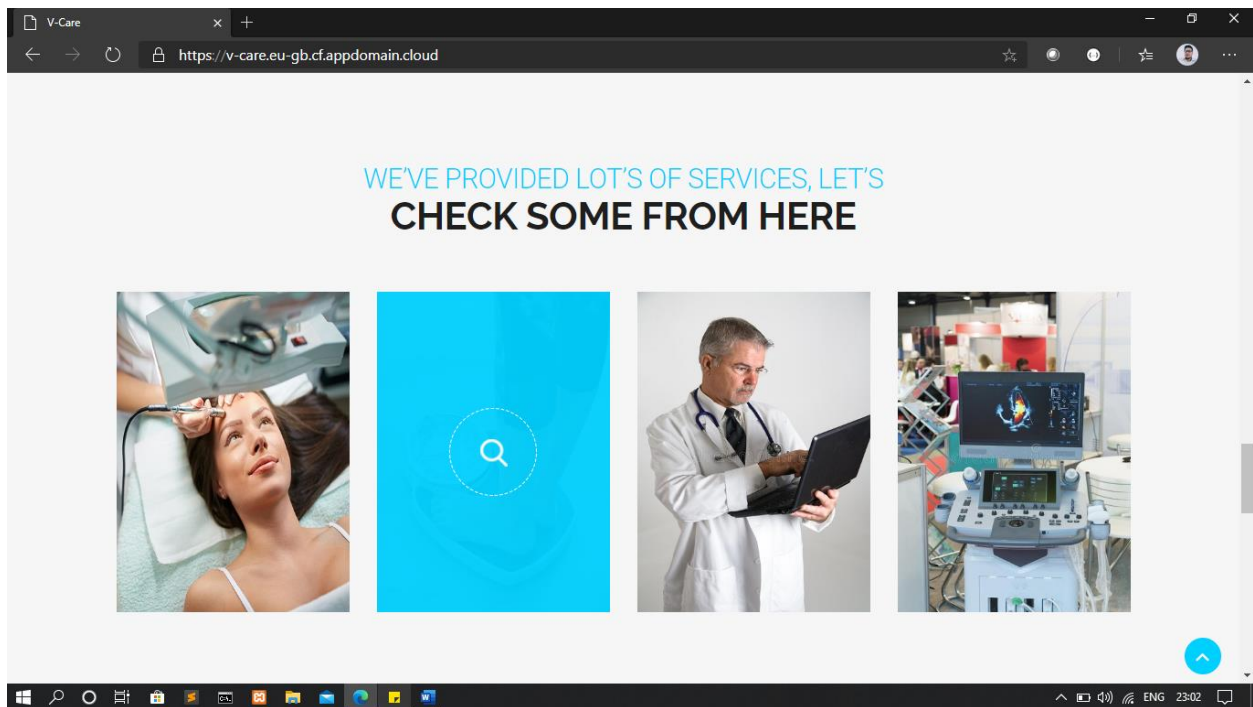 V-Care
https://v-care.eu-gb.cf.appdomain.cloud
WE'VE PROVIDED LOT'S OF SERVICES, LET'S
CHECK SOME FROM HERE
ENG 23:02